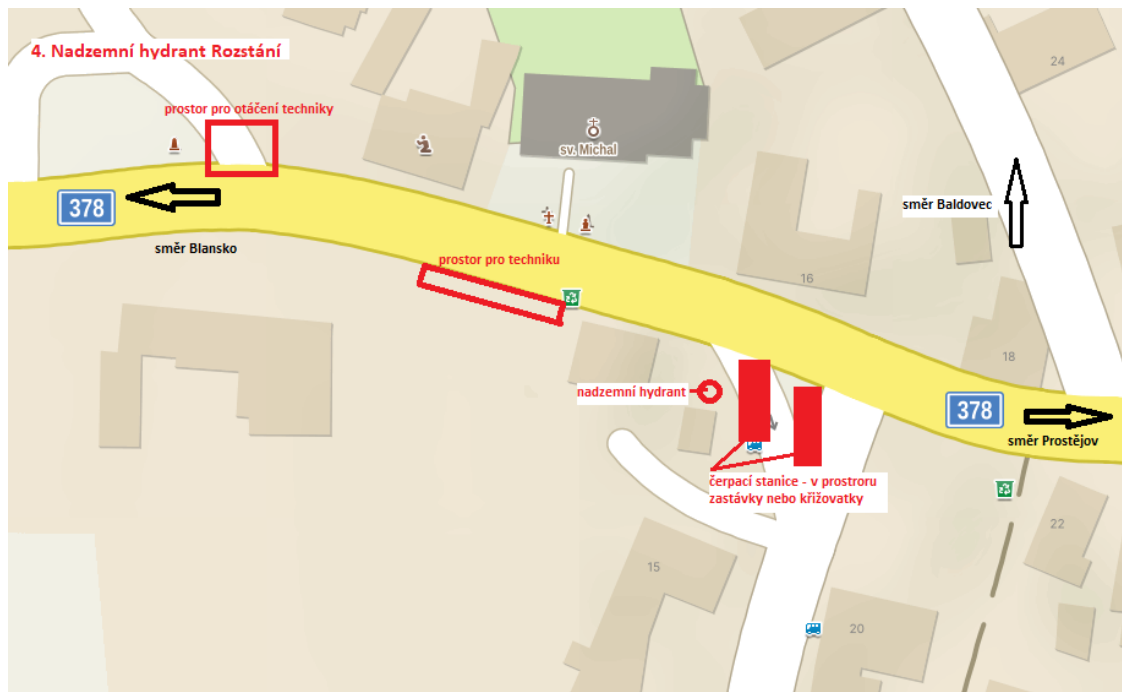 4. Nadzemní hydrant Rozstání
24
prostor pro otáčení techniky
sv. Michal
378
směr Baldovec
směr Blansko
prostor pro techniku
16
18
nadzemní hydrant
378
směr Prostějov
čerpací stanice - v prostroru
zastávky nebo křížovatky
22
15
20